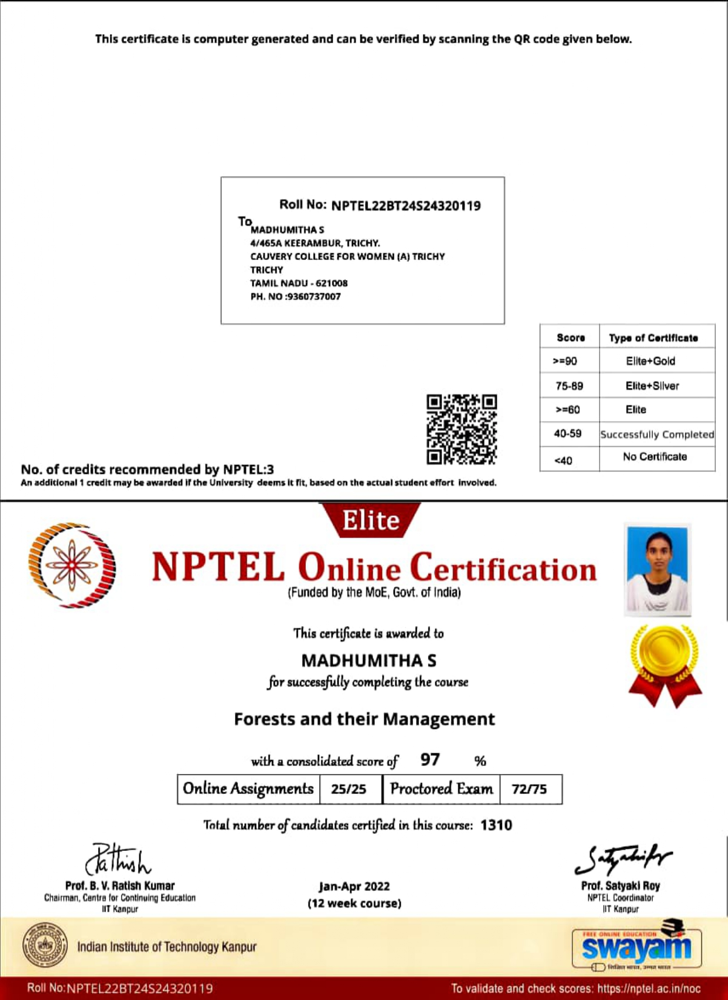 This certificate is computer generated and can be verified by scanning the QR code given below.
Roll No: NPTEL22BT24S24320119
To
MADHUMITHA S
4/465A KEERAMBUR, TRICHY.
CAUVERY COLLEGE FOR WOMEN (A) TRICHY
TRICHY
TAMIL NADU - 621008
PH. NO :9360737007
Score Type of Certificate
>=90 Elite+Gold
75-89 Elite+Silver
>=60 Elite
40-59 Successfully Completed
<40 No Certificate
No. of credits recommended by NPTEL:3
An additional 1 credit may be awarded if the University deems it fit, based on the actual student effort involved.
Elite
NPTEL Online Certification
(Funded by the MoE, Govt. of India)
This certificate is awarded to
MADHUMITHA S
for successfully completing the course
Forests and their Management
with a consolidated score of 97 %
Online Assignments 25/25 Proctored Exam 72/75
Total number of candidates certified in this course: 1310
Prof. B. V. Ratish Kumar
Chairman, Centre for Continuing Education
IIT Kanpur
Jan-Apr 2022
(12 week course)
Prof. Satyaki Roy
NPTEL Coordinator
IIT Kanpur
Indian Institute of Technology Kanpur
FREE ONLINE EDUCATION
swayam
शिक्षित भारत, उन्नत भारत
Roll No:NPTEL22BT24S24320119
To validate and check scores: https://nptel.ac.in/noc